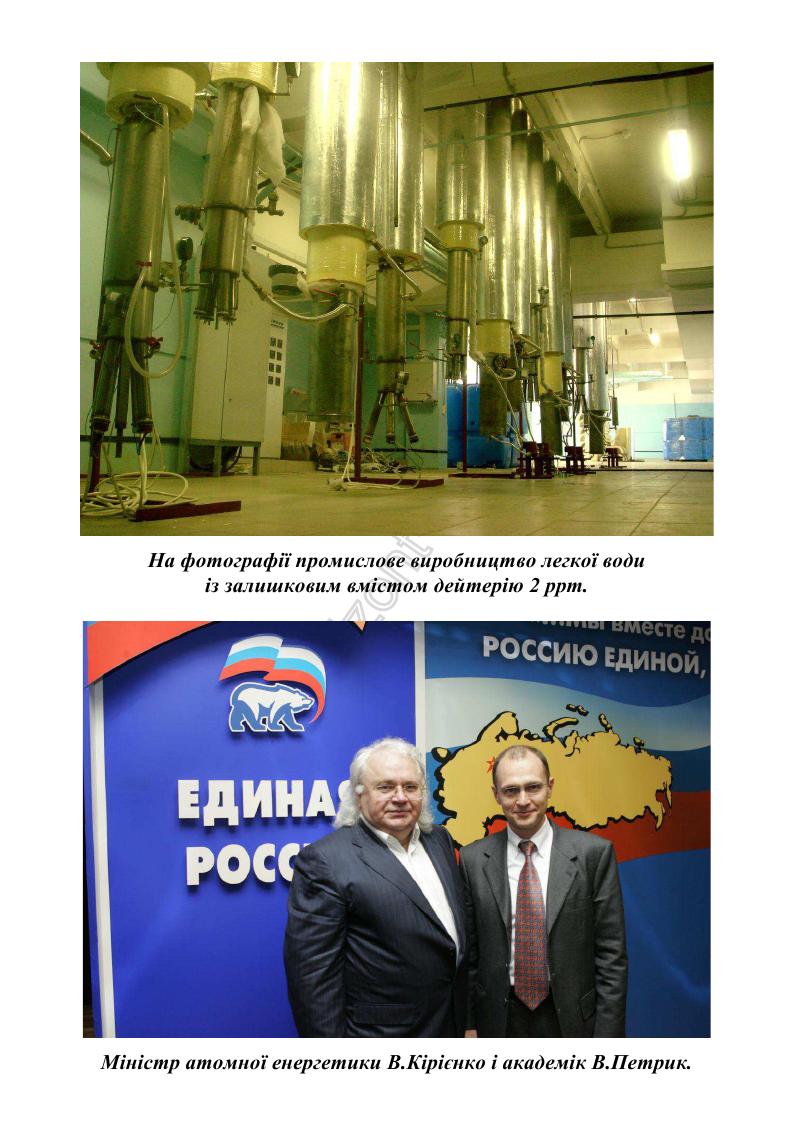 На фотографії промислове виробництво легкої води
із залишковим вмістом дейтерію 2 ppm.
вместе
РОССИЮ ЕДИНОЙ,
ЕДИНАЯ
РОСС
Міністр атомної енергетики В.Кірієнко і академік В.Петрик.